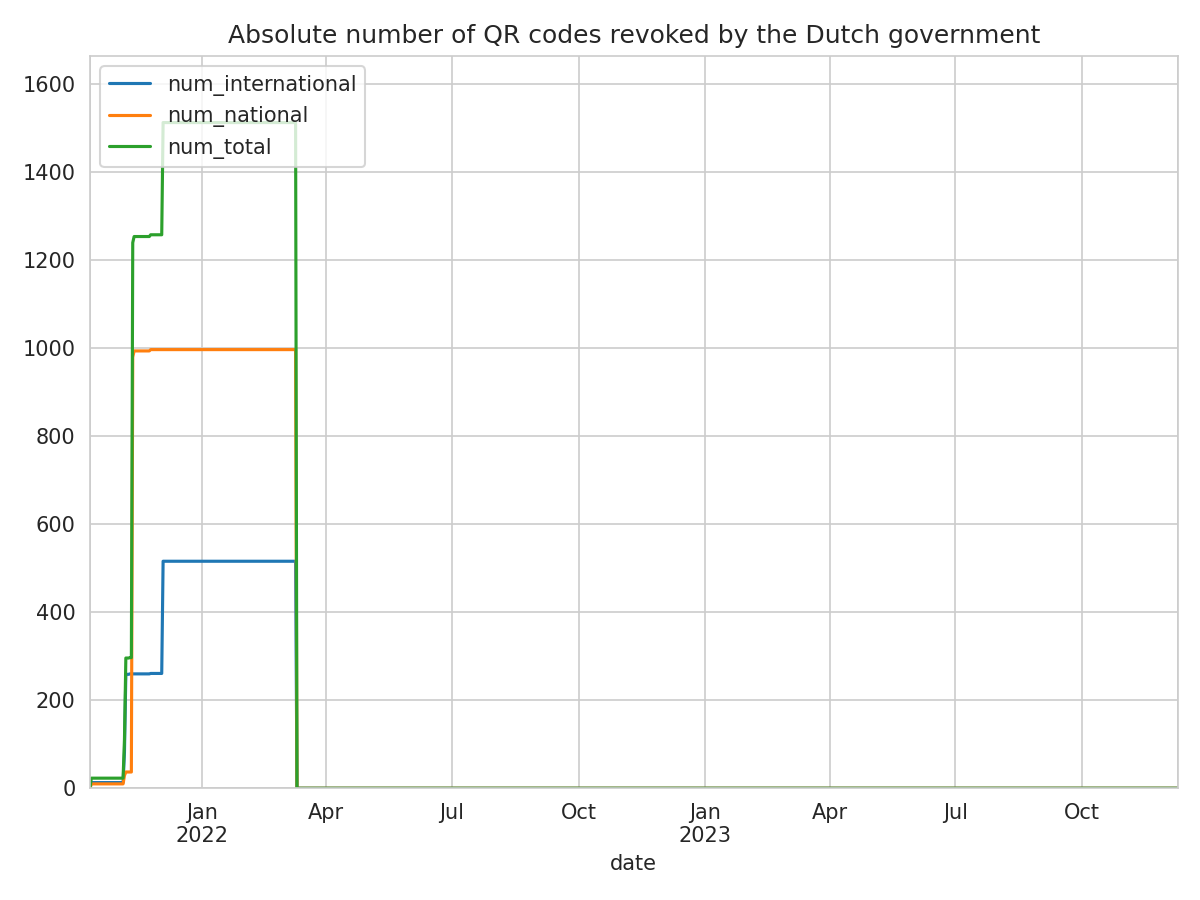 Absolute number of QR codes revoked by the Dutch government
num_international
num_national
num_total
1600
1400
1200
1000
800
600
400
200
0
Jan Apr Jul Oct Jan Apr Jul Oct
2022 2023
date